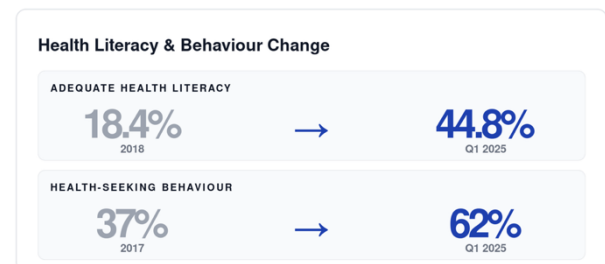 Health Literacy & Behaviour Change
ADEQUATE HEALTH LITERACY
18.4% → 44.8%
2018 Q1 2025
HEALTH-SEEKING BEHAVIOUR
37% → 62%
2017 Q1 2025